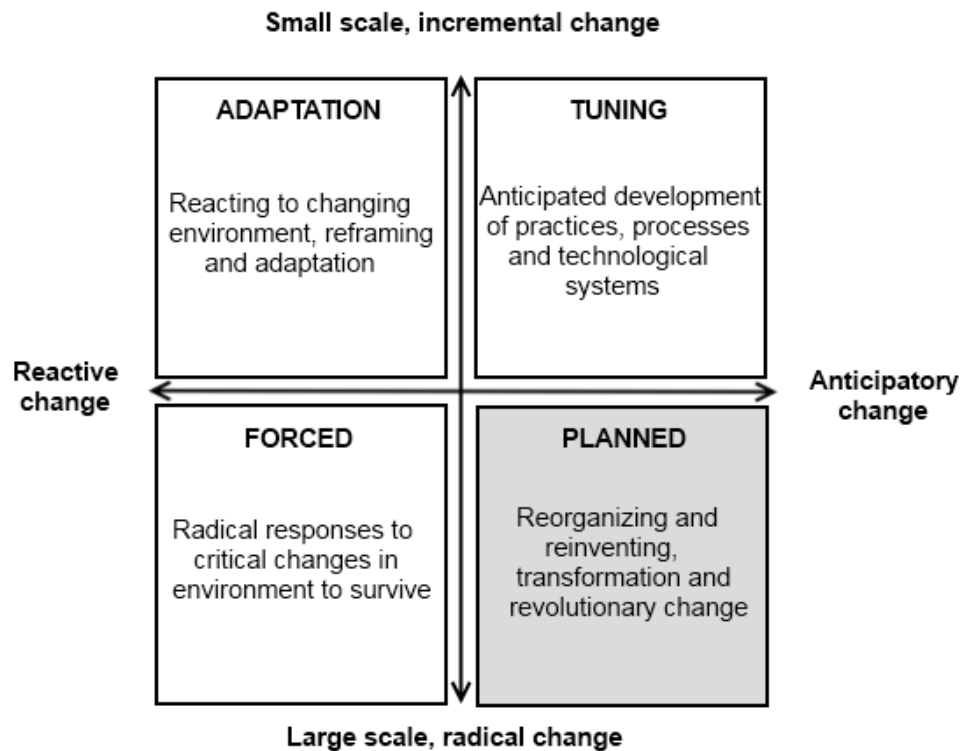 Small scale, incremental change
ADAPTATION
Reacting to changing
environment, reframing
and adaptation
TUNING
Anticipated development
of practices, processes
and technological
systems
Reactive
change
Anticipatory
change
FORCED
Radical responses to
critical changes in
environment to survive
PLANNED
Reorganizing and
reinventing,
transformation and
revolutionary change
Large scale, radical change